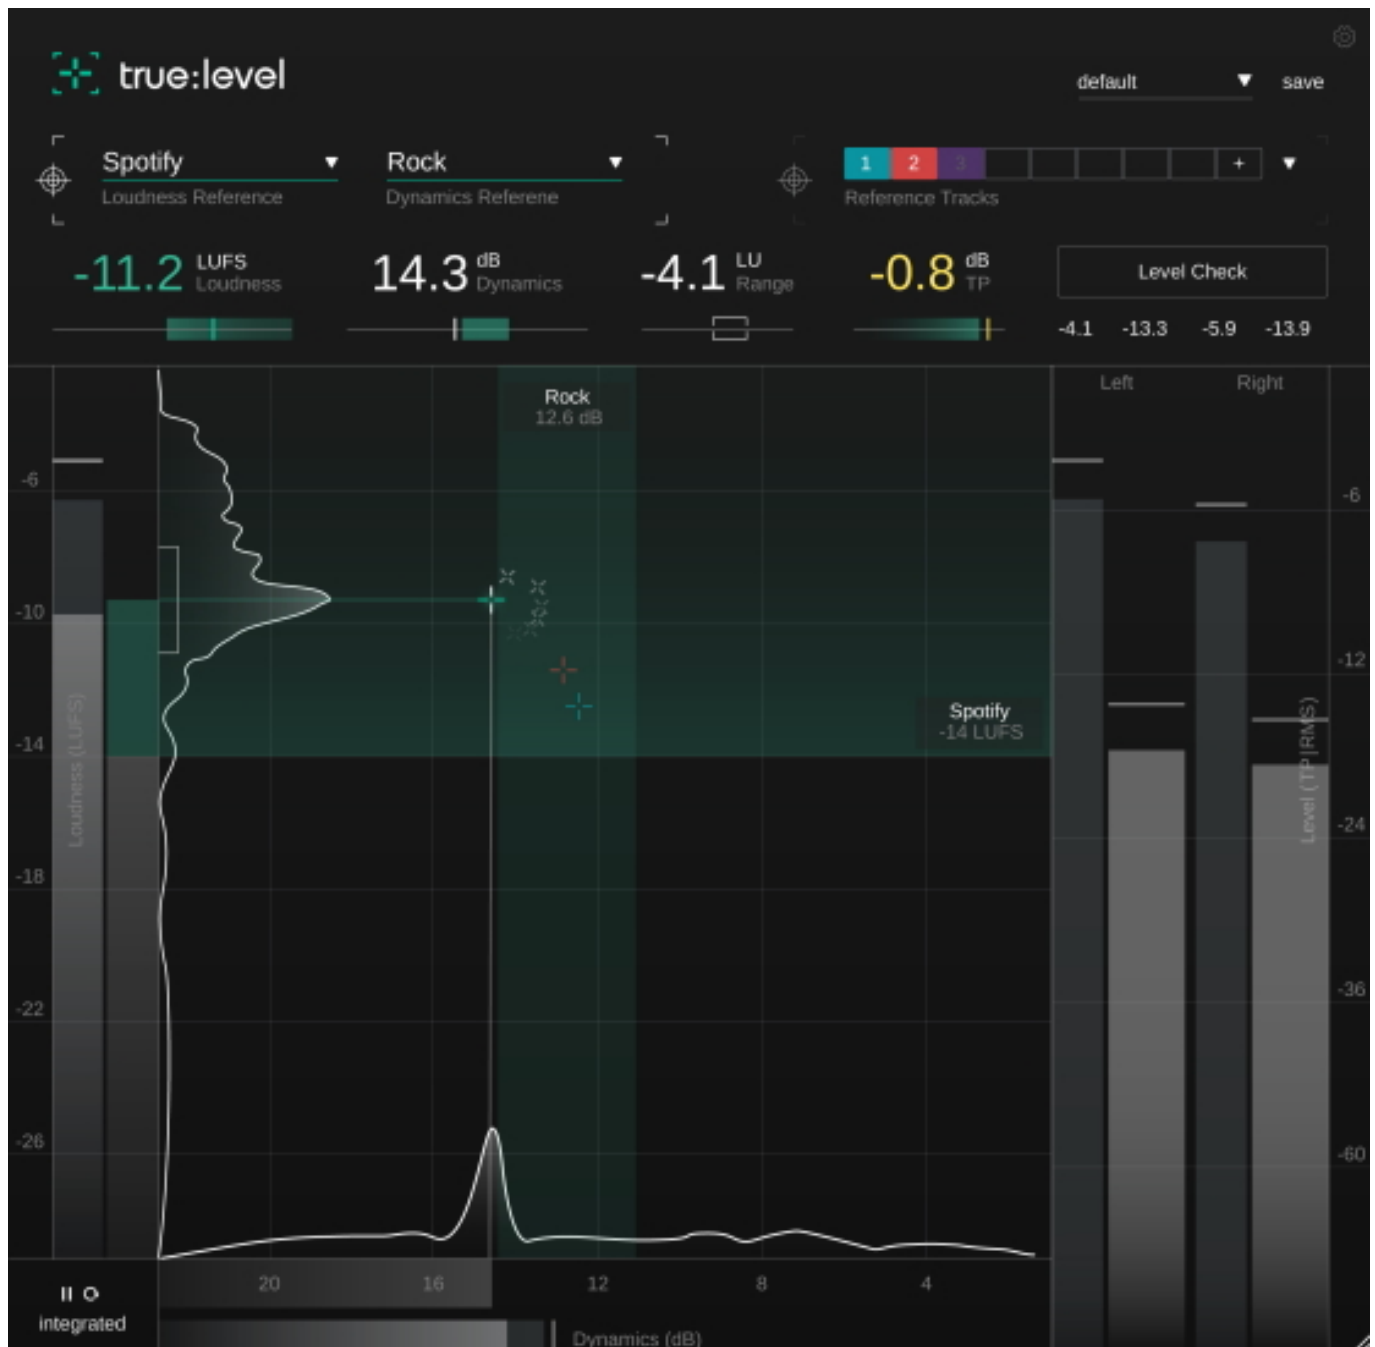 true:level
default save
Spotify Rock 1 2 3 +
Loudness Reference Dynamics Referene Reference Tracks
-11.2 LUFS Loudness 14.3 dB Dynamics -4.1 LU Range -0.8 dB TP Level Check
-4.1 -13.3 -5.9 -13.9
Left Right
Rock
12.6 dB
-6
-10
-14
-18
-22
-26
Loudness (LUFS)
Spotify
-14 LUFS
-6
-12
-24
-36
-60
Level (TP|RMS)
20 16 12 8 4
integrated
Dynamics (dB)